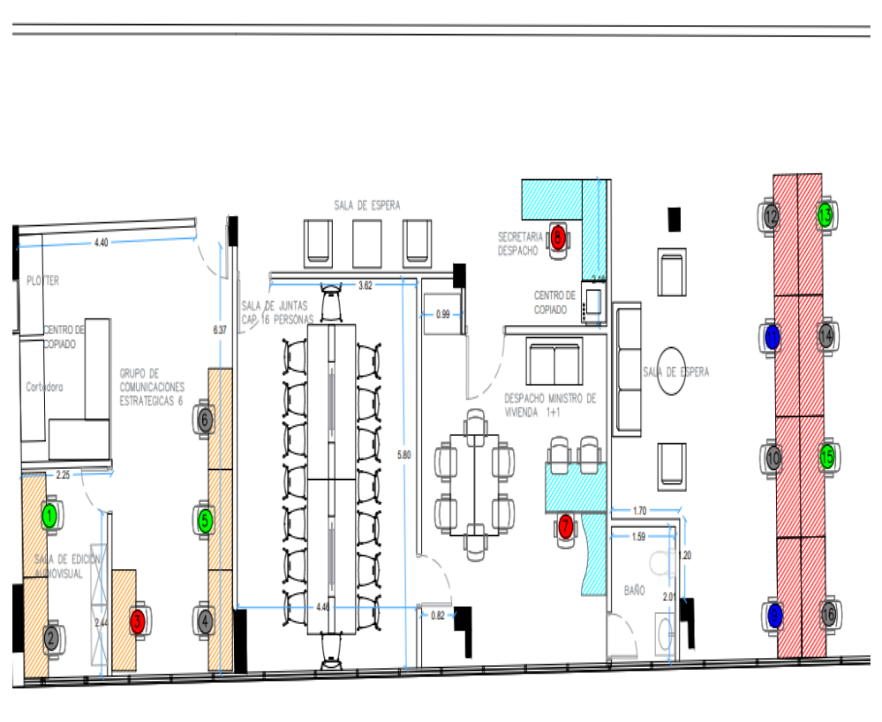 SALA DE ESPERA
4.40
PLOTTER
CENTRO DE
COPIADO
Cortadora
GRUPO DE
COMUNICACIONES
ESTRATEGICAS 6
6.37
2.25
SALA DE EDICION
AUDIOVISUAL
2.44
1
2
3
4
5
6
3.62
SALA DE JUNTAS
CAP 16 PERSONAS
5.80
4.46
0.99
0.82
SECRETARIA
DESPACHO
8
CENTRO DE
COPIADO
DESPACHO MINISTRO DE
VIVIENDA 1+1
7
SALA DE ESPERA
1.70
1.59
1.20
BAÑO
2.01
12
13
11
14
10
15
9
16